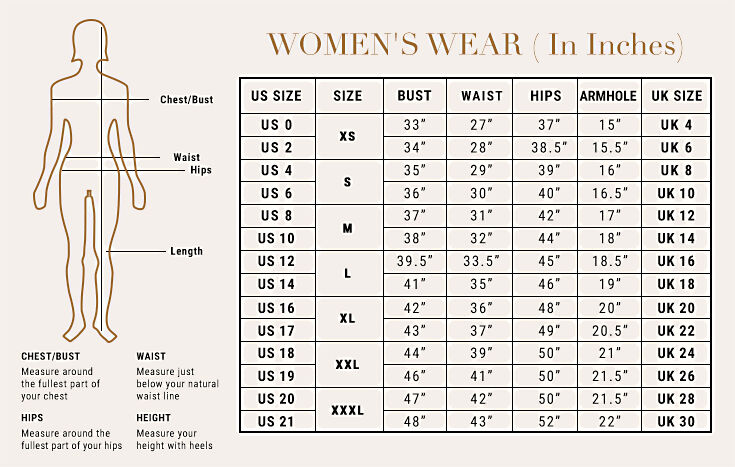 WOMEN'S WEAR ( In Inches)
Chest/Bust
Waist
Hips
Length
CHEST/BUST
Measure around
the fullest part of
your chest
WAIST
Measure just
below your natural
waist line
HIPS
Measure around the
fullest part of your hips
HEIGHT
Measure your
height with heels
US SIZE SIZE BUST WAIST HIPS ARMHOLE UK SIZE
US 0 XS 33” 27” 37” 15” UK 4
US 2 34” 28” 38.5” 15.5” UK 6
US 4 S 35” 29” 39” 16” UK 8
US 6 36” 30” 40” 16.5” UK 10
US 8 M 37” 31” 42” 17” UK 12
US 10 38” 32” 44” 18” UK 14
US 12 L 39.5” 33.5” 45” 18.5” UK 16
US 14 41” 35” 46” 19” UK 18
US 16 XL 42” 36” 48” 20” UK 20
US 17 43” 37” 49” 20.5” UK 22
US 18 XXL 44” 39” 50” 21” UK 24
US 19 46” 41” 50” 21.5” UK 26
US 20 XXXL 47” 42” 50” 21.5” UK 28
US 21 48” 43” 52” 22” UK 30